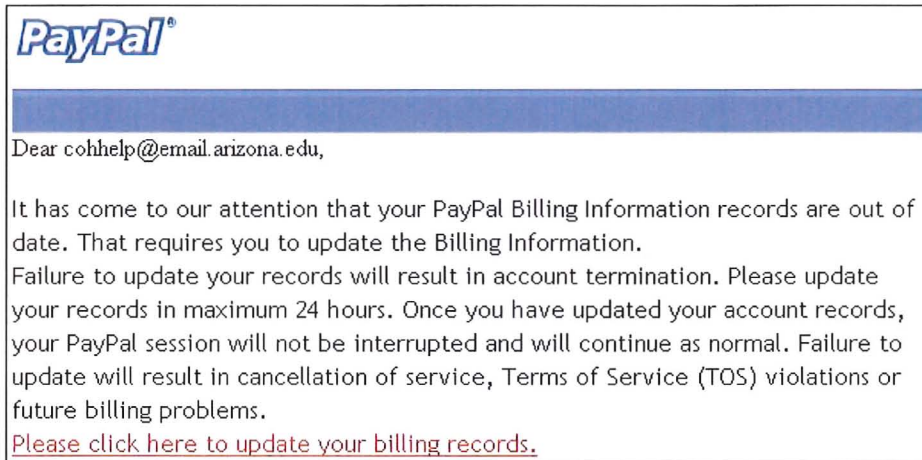 PayPal®
Dear cohhelp@email.arizona.edu,
It has come to our attention that your PayPal Billing Information records are out of
date. That requires you to update the Billing Information.
Failure to update your records will result in account termination. Please update
your records in maximum 24 hours. Once you have updated your account records,
your PayPal session will not be interrupted and will continue as normal. Failure to
update will result in cancellation of service, Terms of Service (TOS) violations or
future billing problems.
Please click here to update your billing records.